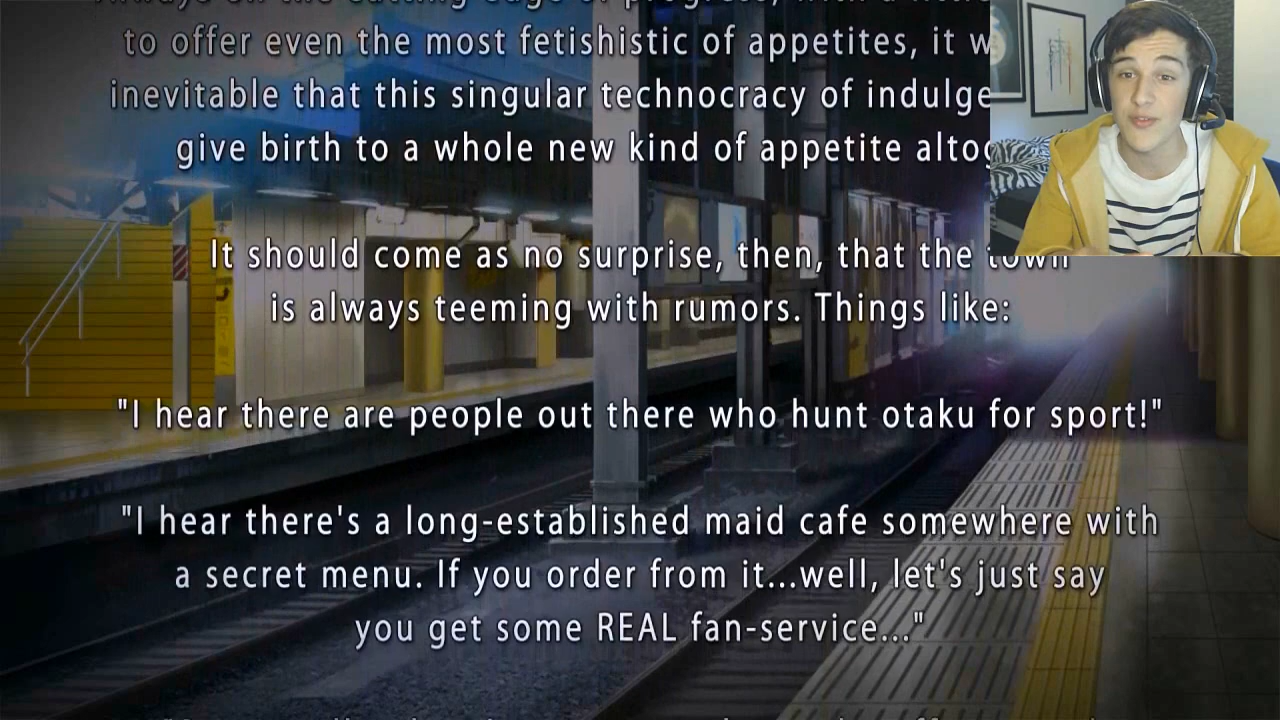 to offer even the most fetishistic of appetites, it
inevitable that this singular technocracy of
give birth to a whole new kind of appetite
It should come as no surprise, then, that the town
is always teeming with rumors. Things like:
"I hear there are people out there who hunt otaku for sport!"
"I hear there's a long-established maid cafe somewhere with
a secret menu. If you order from it...well, let's just say
you get some REAL fan-service..."